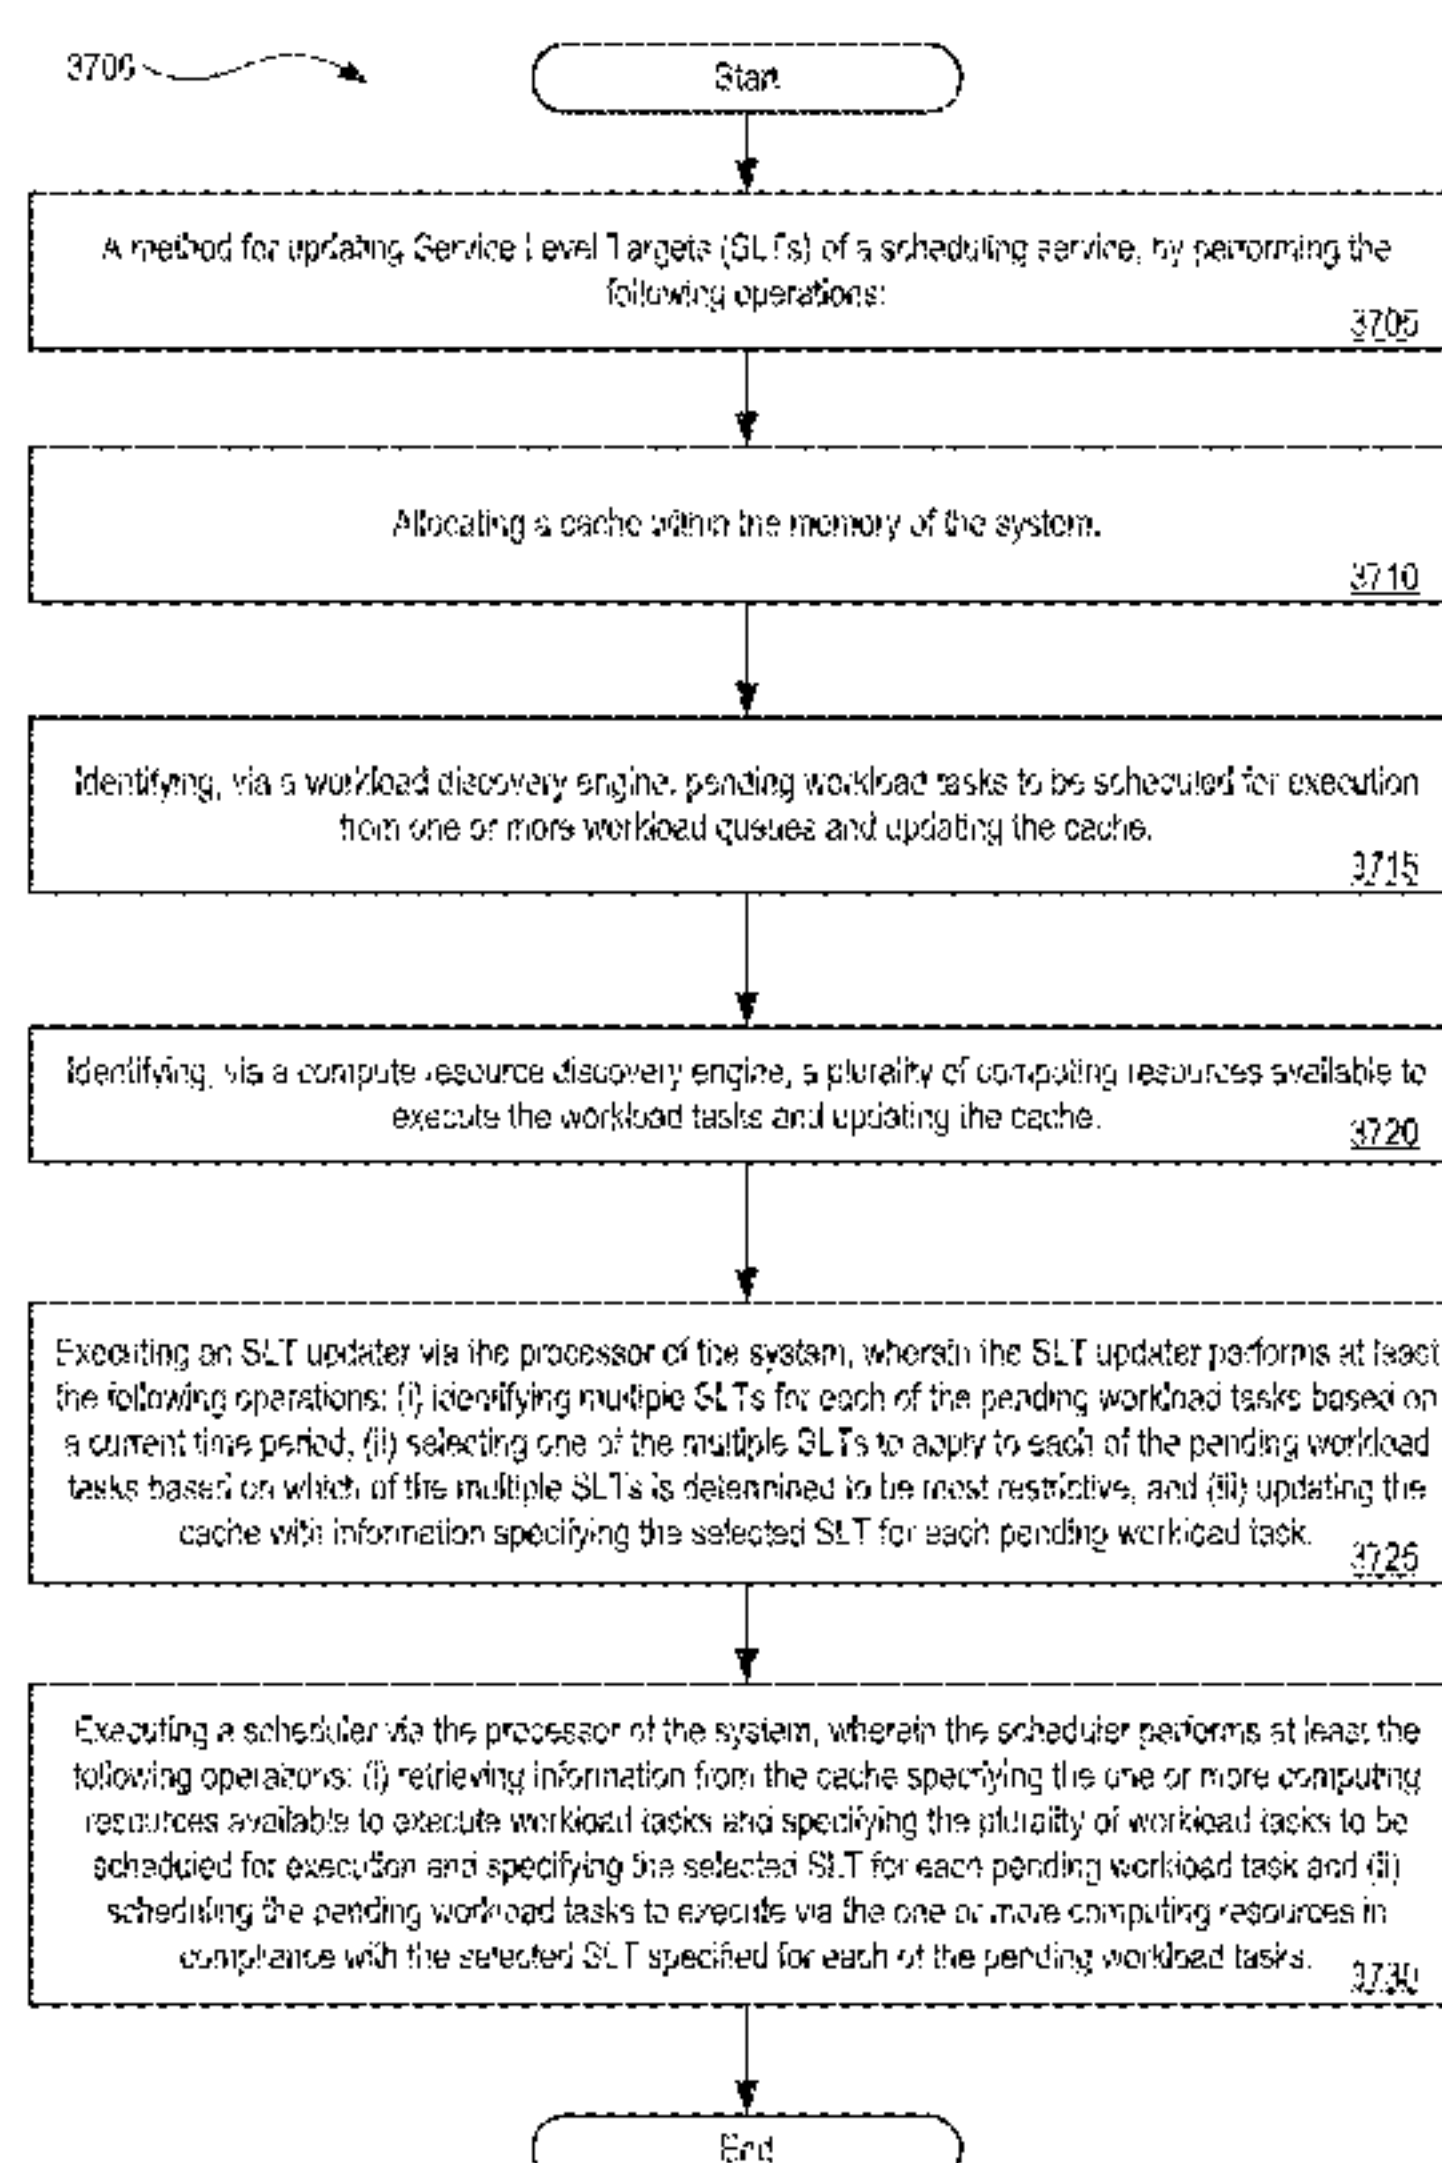 3700
Start
A method for updating Service Level Targets (SLTs) of a scheduling service, by performing the
following operations:
3705
Allocating a cache within the memory of the system.
3710
Identifying, via a workload discovery engine, pending workload tasks to be scheduled for execution
from one or more workload queues and updating the cache.
3715
Identifying, via a compute resource discovery engine, a plurality of computing resources available to
execute the workload tasks and updating the cache.
3720
Executing an SLT updater via the processor of the system, wherein the SLT updater performs at least
the following operations: (i) identifying multiple SLTs for each of the pending workload tasks based on
a current time period, (ii) selecting one of the multiple SLTs to apply to each of the pending workload
tasks based on which of the multiple SLTs is determined to be most restrictive, and (iii) updating the
cache with information specifying the selected SLT for each pending workload task.
3725
Executing a scheduler via the processor of the system, wherein the scheduler performs at least the
following operations: (i) retrieving information from the cache specifying the one or more computing
resources available to execute workload tasks and specifying the plurality of workload tasks to be
scheduled for execution and specifying the selected SLT for each pending workload task and (ii)
scheduling the pending workload tasks to execute via the one or more computing resources in
compliance with the selected SLT specified for each of the pending workload tasks.
3730
End